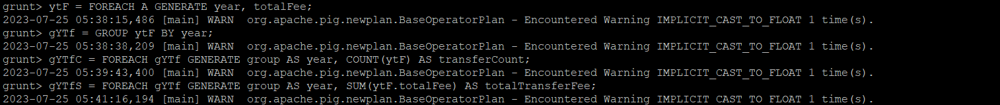 grunt> ytF = FOREACH A GENERATE year, totalFee;
2023-07-25 05:38:15,486 [main] WARN  org.apache.pig.newplan.BaseOperatorPlan - Encountered Warning IMPLICIT_CAST_TO_FLOAT 1 time(s).
grunt> gYTf = GROUP ytF BY year;
2023-07-25 05:38:38,209 [main] WARN  org.apache.pig.newplan.BaseOperatorPlan - Encountered Warning IMPLICIT_CAST_TO_FLOAT 1 time(s).
grunt> gYTfC = FOREACH gYTf GENERATE group AS year, COUNT(ytF) AS transferCount;
2023-07-25 05:39:43,400 [main] WARN  org.apache.pig.newplan.BaseOperatorPlan - Encountered Warning IMPLICIT_CAST_TO_FLOAT 1 time(s).
grunt> gYTfS = FOREACH gYTf GENERATE group AS year, SUM(ytF.totalFee) AS totalTransferFee;
2023-07-25 05:41:16,194 [main] WARN  org.apache.pig.newplan.BaseOperatorPlan - Encountered Warning IMPLICIT_CAST_TO_FLOAT 1 time(s).